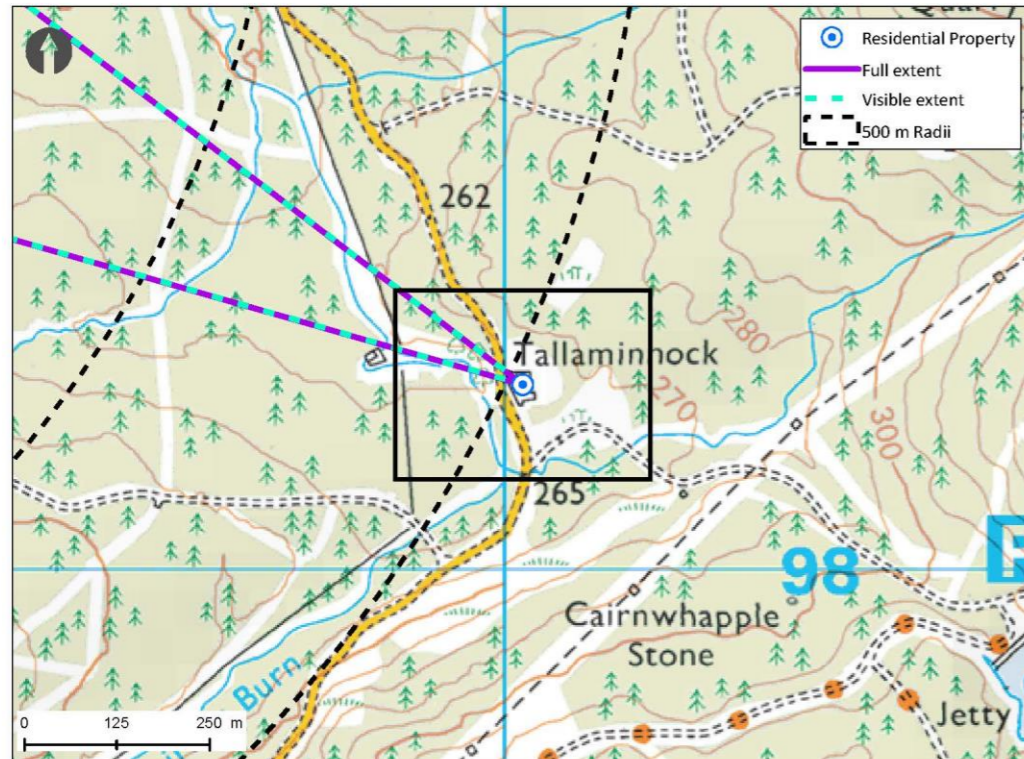 Residential Property
Full extent
Visible extent
500 m Radii
262
280
Tallaminnock
270
300
265
98
Cairnwhapple
Stone
Burn
Jetty
0 125 250 m